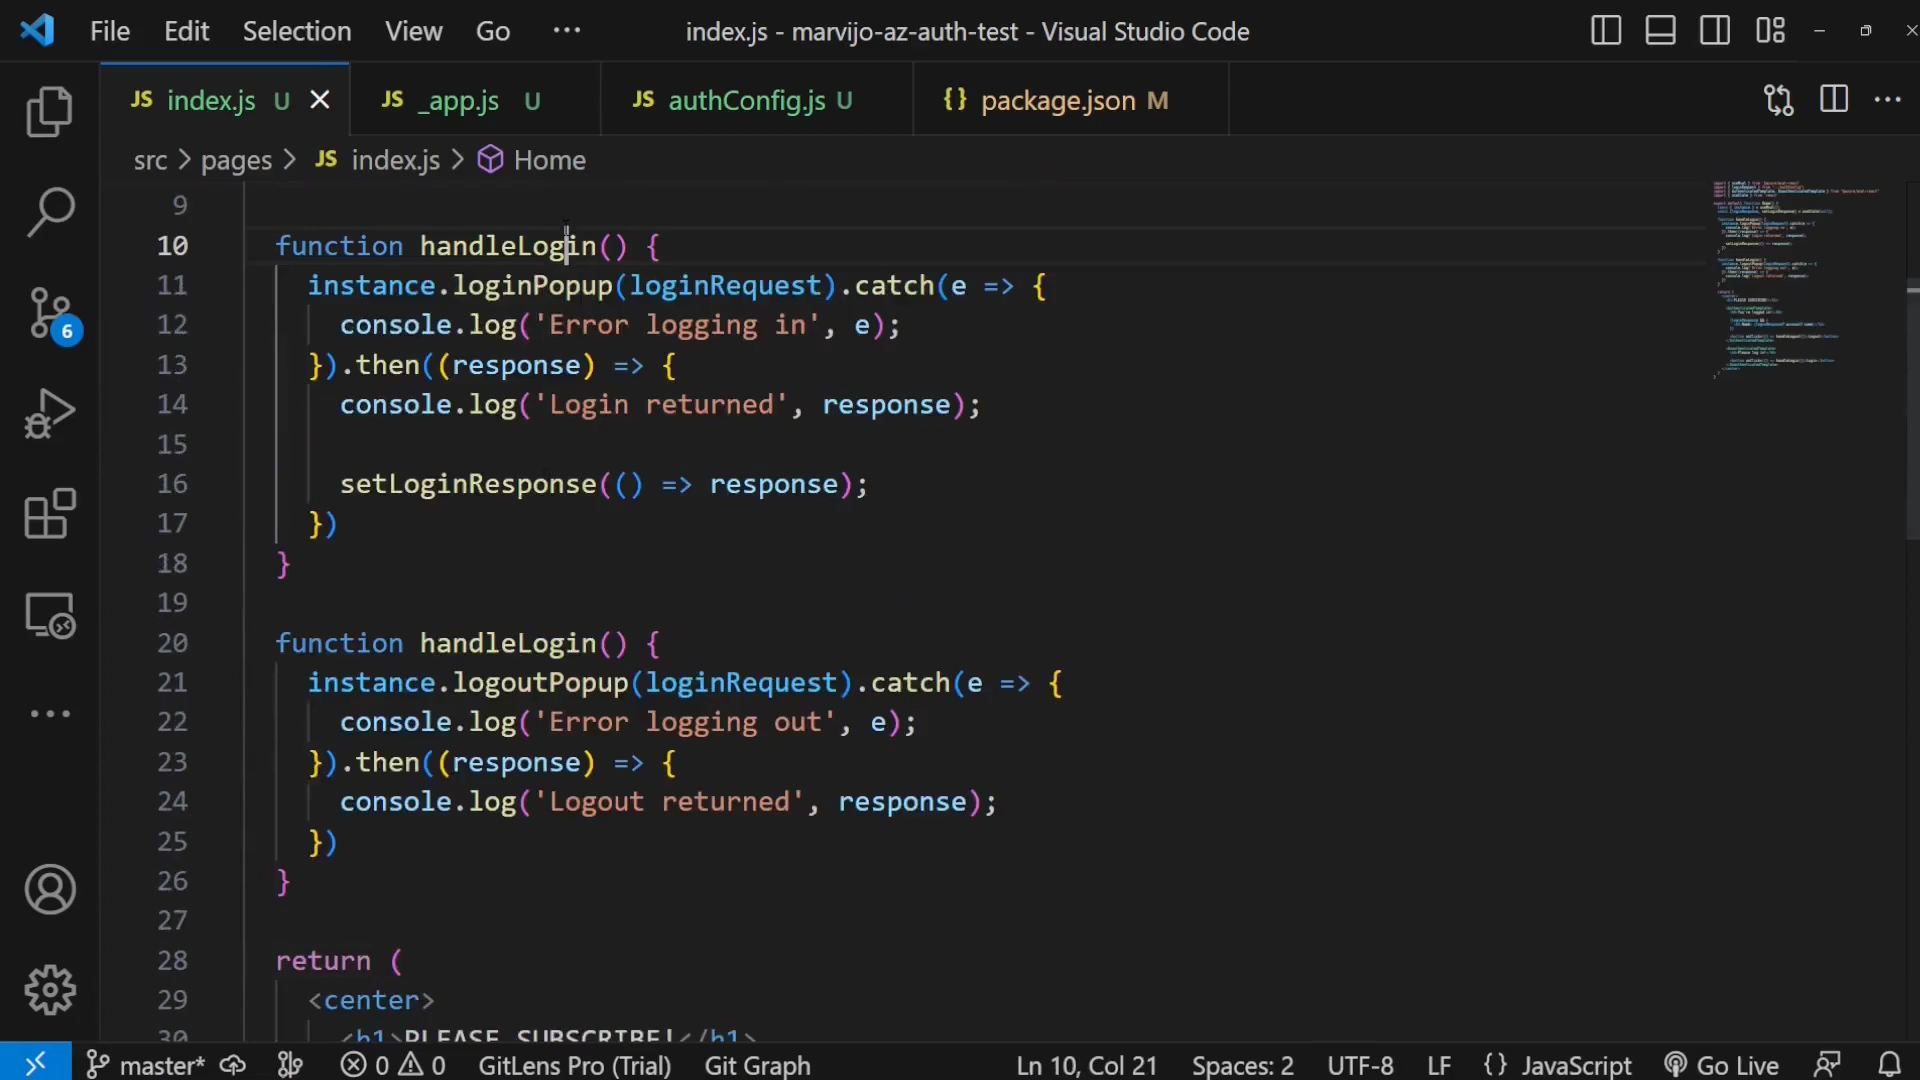 File Edit Selection View Go ··· index.js - marvijo-az-auth-test - Visual Studio Code
JS index.js U JS _app.js U JS authConfig.js U {} package.json M
src > pages > JS index.js > Home
9
10 function handleLogin() {
11 instance.loginPopup(loginRequest).catch(e => {
12 console.log('Error logging in', e);
13 }).then((response) => {
14 console.log('Login returned', response);
15
16 setLoginResponse(() => response);
17 })
18 }
19
20 function handleLogin() {
21 instance.logoutPopup(loginRequest).catch(e => {
22 console.log('Error logging out', e);
23 }).then((response) => {
24 console.log('Logout returned', response);
25 })
26 }
27
28 return (
29 <center>
30 <h1>PLEASE SUBSCRIBE!</h1>
6
master* 0 0 GitLens Pro (Trial) Git Graph Ln 10, Col 21 Spaces: 2 UTF-8 LF {} JavaScript Go Live